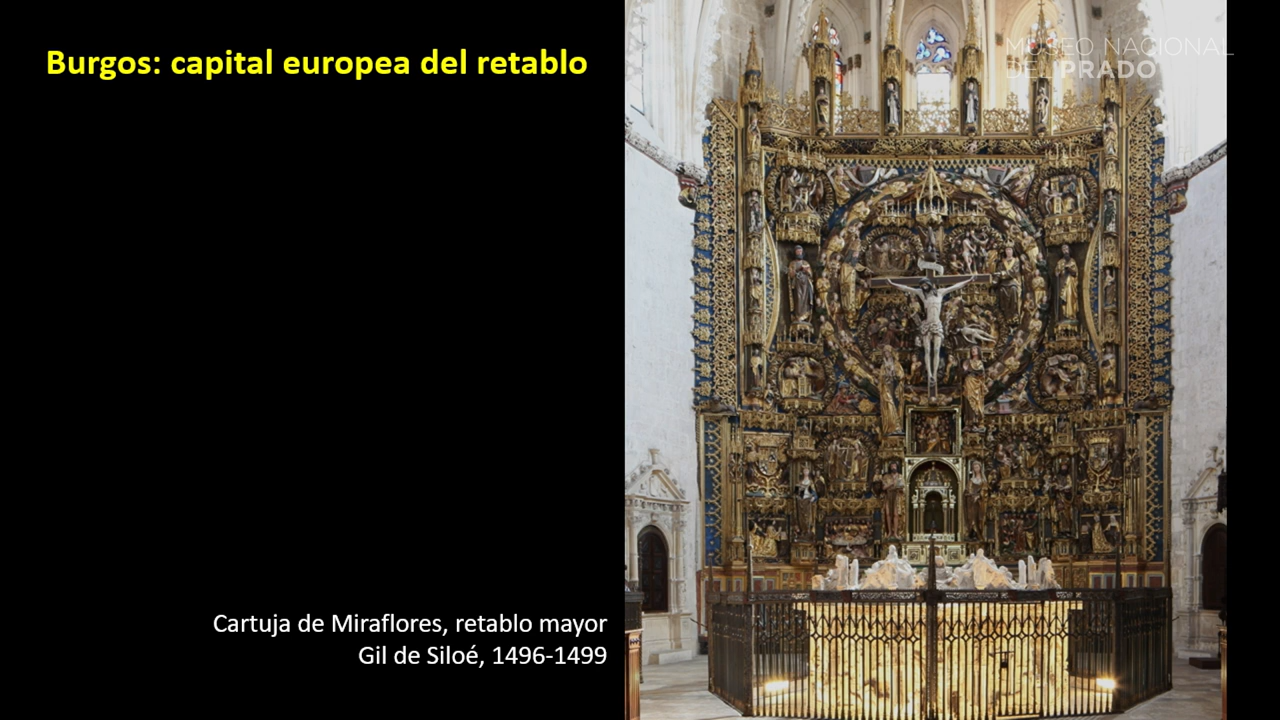 Burgos: capital europea del retablo
MUSEO NACIONAL
DEL PRADO
Cartuja de Miraflores, retablo mayor
Gil de Siloé, 1496-1499